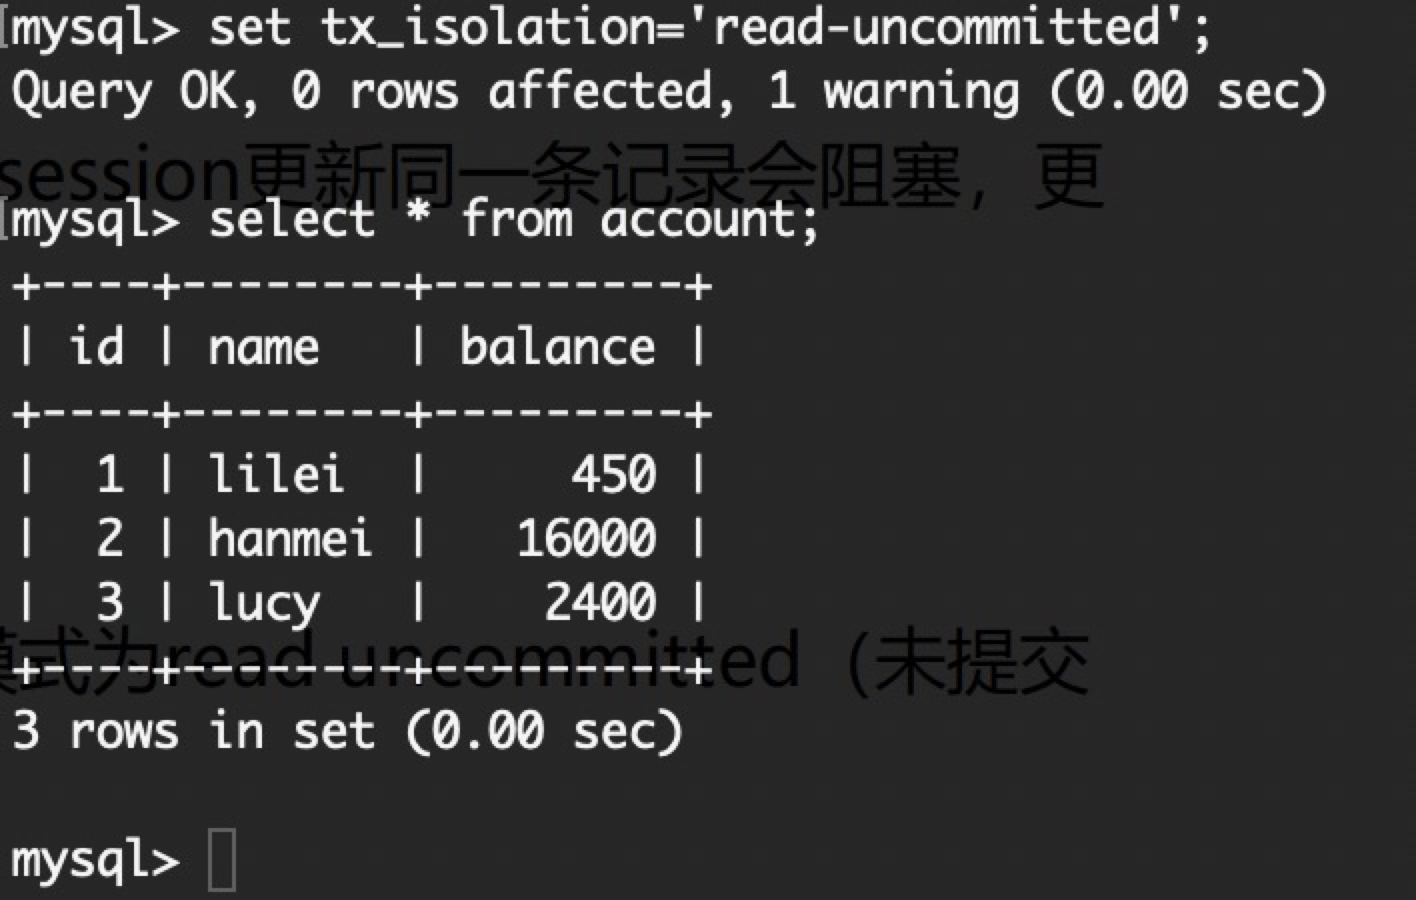 [mysql> set tx_isolation='read-uncommitted';
Query OK, 0 rows affected, 1 warning (0.00 sec)
session更新同一条记录会阻塞，更
[mysql> select * from account;
+----+--------+---------+
| id | name   | balance |
+----+--------+---------+
|  1 | lilei  |     450 |
|  2 | hanmei |   16000 |
|  3 | lucy   |    2400 |
+----+--------+---------+
模式为read uncommitted（未提交
3 rows in set (0.00 sec)
mysql>